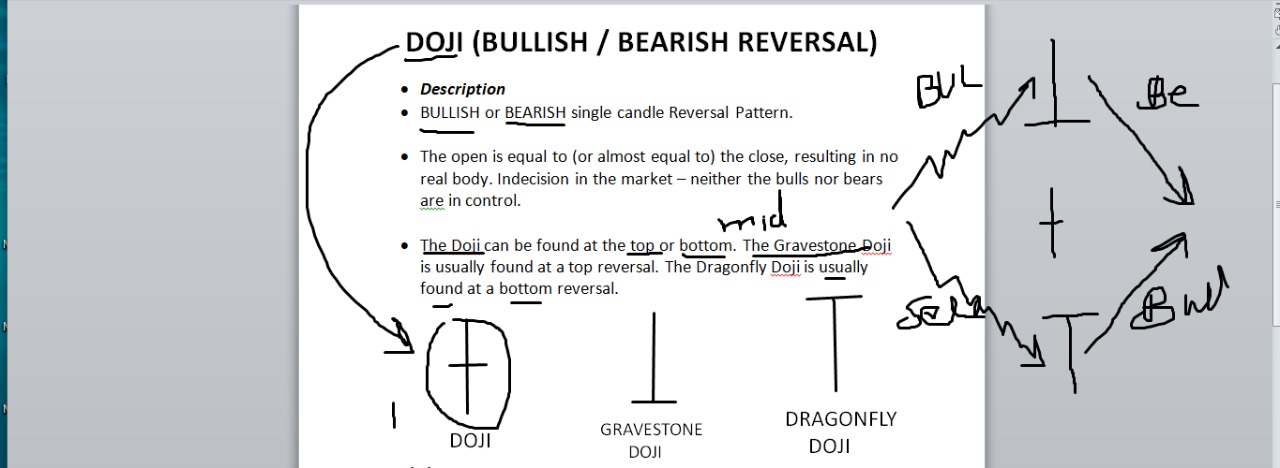 DOJI (BULLISH / BEARISH REVERSAL)
• Description
• BULLISH or BEARISH single candle Reversal Pattern.
• The open is equal to (or almost equal to) the close, resulting in no
real body. Indecision in the market – neither the bulls nor bears
are in control.
mid
• The Doji can be found at the top or bottom. The Gravestone Doji
is usually found at a top reversal. The Dragonfly Doji is usually
found at a bottom reversal.
DOJI
GRAVESTONE
DOJI
DRAGONFLY
DOJI
BUL
Be
Bull